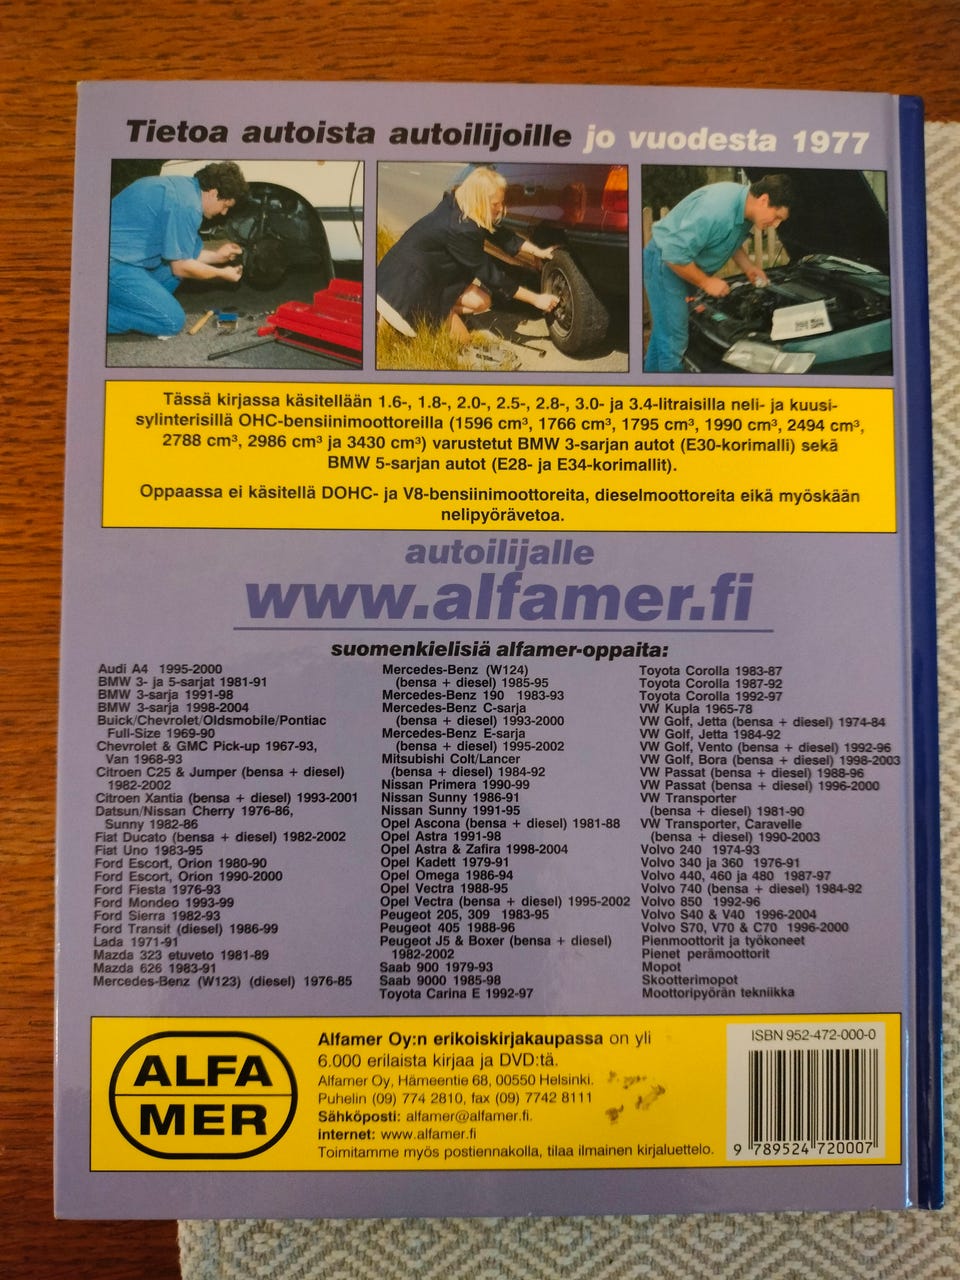 Tietoa autoista autoilijoille jo vuodesta 1977
Tässä kirjassa käsitellään 1.6-, 1.8-, 2.0-, 2.5-, 2.8-, 3.0- ja 3.4-litraisilla neli- ja kuusi-
sylinterisillä OHC-bensiinimoottoreilla (1596 cm³, 1766 cm³, 1795 cm³, 1990 cm³, 2494 cm³,
2788 cm³, 2986 cm³ ja 3430 cm³) varustetut BMW 3-sarjan autot (E30-korimalli) sekä
BMW 5-sarjan autot (E28- ja E34-korimallit).
Oppaassa ei käsitellä DOHC- ja V8-bensiinimoottoreita, dieselmoottoreita eikä myöskään
nelipyörävetoa.
autoilijalle
www.alfamer.fi
suomenkielisiä alfamer-oppaita:
Audi A4 1995-2000
BMW 3- ja 5-sarjat 1981-91
BMW 3-sarja 1991-98
BMW 3-sarja 1998-2004
Buick/Chevrolet/Oldsmobile/Pontiac
Full-Size 1969-90
Chevrolet & GMC Pick-up 1967-93,
Van 1968-93
Citroen C25 & Jumper (bensa + diesel)
1982-2002
Citroen Xantia (bensa + diesel) 1993-2001
Datsun/Nissan Cherry 1976-86,
Sunny 1982-86
Fiat Ducato (bensa + diesel) 1982-2002
Fiat Uno 1983-95
Ford Escort, Orion 1980-90
Ford Escort, Orion 1990-2000
Ford Fiesta 1976-93
Ford Mondeo 1993-99
Ford Sierra 1982-93
Ford Transit (diesel) 1986-99
Lada 1971-91
Mazda 323 etuveto 1981-89
Mazda 626 1983-91
Mercedes-Benz (W123) (diesel) 1976-85
Mercedes-Benz (W124)
(bensa + diesel) 1985-95
Mercedes-Benz 190 1983-93
Mercedes-Benz C-sarja
(bensa + diesel) 1993-2000
Mercedes-Benz E-sarja
(bensa + diesel) 1995-2002
Mitsubishi Colt/Lancer
(bensa + diesel) 1984-92
Nissan Primera 1990-99
Nissan Sunny 1986-91
Nissan Sunny 1991-95
Opel Ascona (bensa + diesel) 1981-88
Opel Astra 1991-98
Opel Astra & Zafira 1998-2004
Opel Kadett 1979-91
Opel Omega 1986-94
Opel Vectra 1988-95
Opel Vectra (bensa + diesel) 1995-2002
Peugeot 205, 309 1983-95
Peugeot 405 1988-96
Peugeot J5 & Boxer (bensa + diesel)
1982-2002
Saab 900 1979-93
Saab 9000 1985-98
Toyota Carina E 1992-97
Toyota Corolla 1983-87
Toyota Corolla 1987-92
Toyota Corolla 1992-97
VW Kupla 1965-78
VW Golf, Jetta (bensa + diesel) 1974-84
VW Golf, Jetta 1984-92
VW Golf, Vento (bensa + diesel) 1992-96
VW Golf, Bora (bensa + diesel) 1998-2003
VW Passat (bensa + diesel) 1988-96
VW Passat (bensa + diesel) 1996-2000
VW Transporter
(bensa + diesel) 1981-90
VW Transporter, Caravelle
(bensa + diesel) 1990-2003
Volvo 240 1974-93
Volvo 340 ja 360 1976-91
Volvo 440, 460 ja 480 1987-97
Volvo 740 (bensa + diesel) 1984-92
Volvo 850 1992-96
Volvo S40 & V40 1996-2004
Volvo S70, V70 & C70 1996-2000
Pienmoottorit ja työkoneet
Pienet perämoottorit
Mopot
Skootterimopot
Moottoripyörän tekniikka
ALFA
MER
Alfamer Oy:n erikoiskirjakaupassa on yli
6.000 erilaista kirjaa ja DVD:tä.
Alfamer Oy, Hämeentie 68, 00550 Helsinki.
Puhelin (09) 774 2810, fax (09) 7742 8111
Sähköposti: alfamer@alfamer.fi.
internet: www.alfamer.fi
Toimitamme myös postiennakolla, tilaa ilmainen kirjaluettelo.
ISBN 952-472-000-0
9 789524 720007